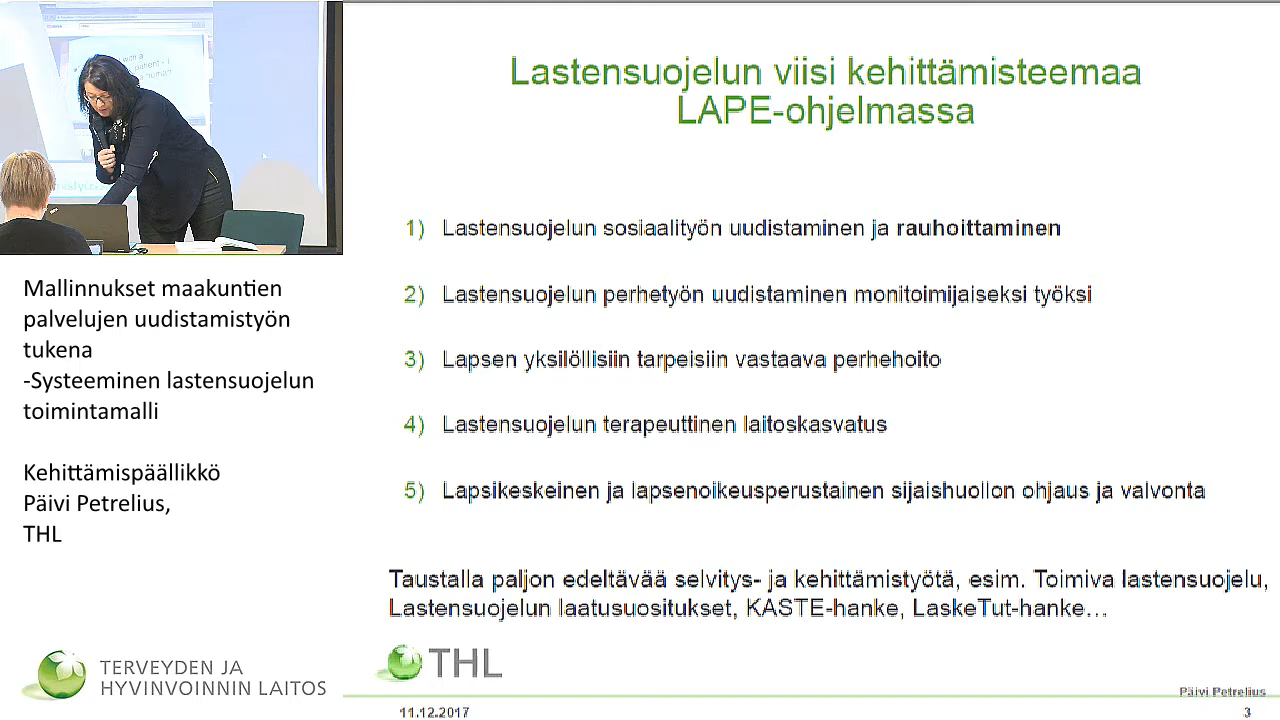 Lastensuojelun viisi kehittämisteemaa
LAPE-ohjelmassa
1) Lastensuojelun sosiaalityön uudistaminen ja rauhoittaminen
2) Lastensuojelun perhetyön uudistaminen monitoimijaiseksi työksi
3) Lapsen yksilöllisiin tarpeisiin vastaava perhehoito
4) Lastensuojelun terapeuttinen laitoskasvatus
5) Lapsikeskeinen ja lapsenoikeusperustainen sijaishuollon ohjaus ja valvonta
Taustalla paljon edeltävää selvitys- ja kehittämistyötä, esim. Toimiva lastensuojelu,
Lastensuojelun laatusuositukset, KASTE-hanke, LaskeTut-hanke…
THL
Päivi Petrelius
11.12.2017
3
Mallinnukset maakuntien
palvelujen uudistamistyön
tukena
-Systeeminen lastensuojelun
toimintamalli
Kehittämispäällikkö
Päivi Petrelius,
THL
TERVEYDEN JA
HYVINVOINNIN LAITOS